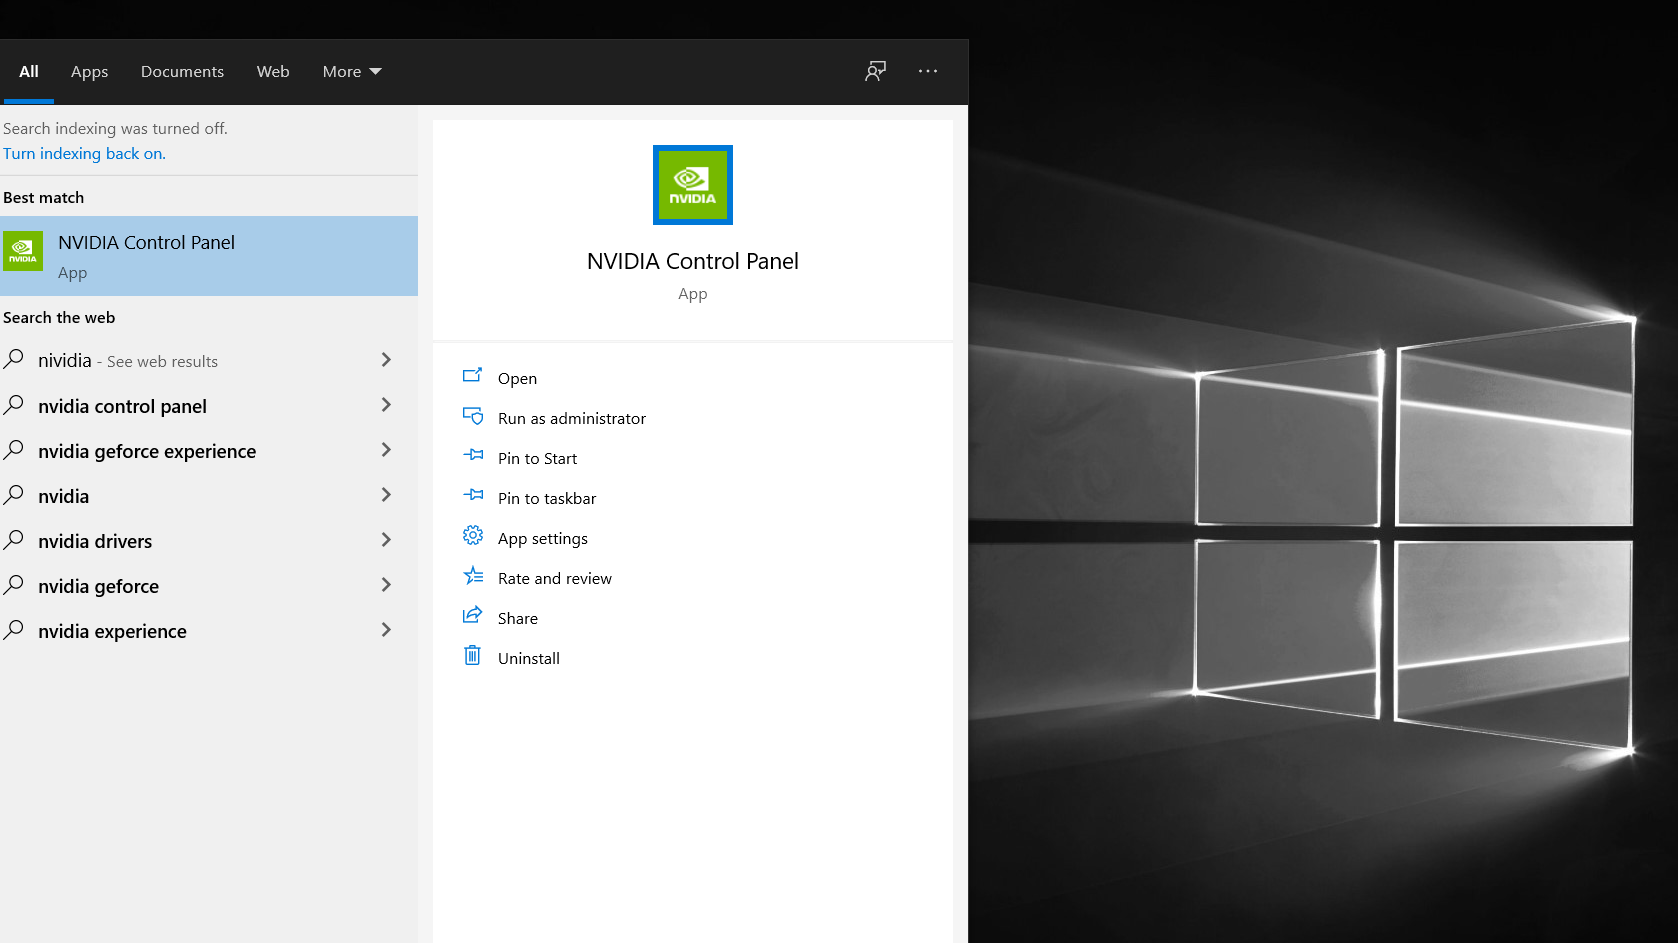 All Apps Documents Web More
Search indexing was turned off.
Turn indexing back on.
Best match
NVIDIA
NVIDIA Control Panel
App
Search the web
nividia - See web results
nvidia control panel
nvidia geforce experience
nvidia
nvidia drivers
nvidia geforce
nvidia experience
NVIDIA
NVIDIA Control Panel
App
Open
Run as administrator
Pin to Start
Pin to taskbar
App settings
Rate and review
Share
Uninstall